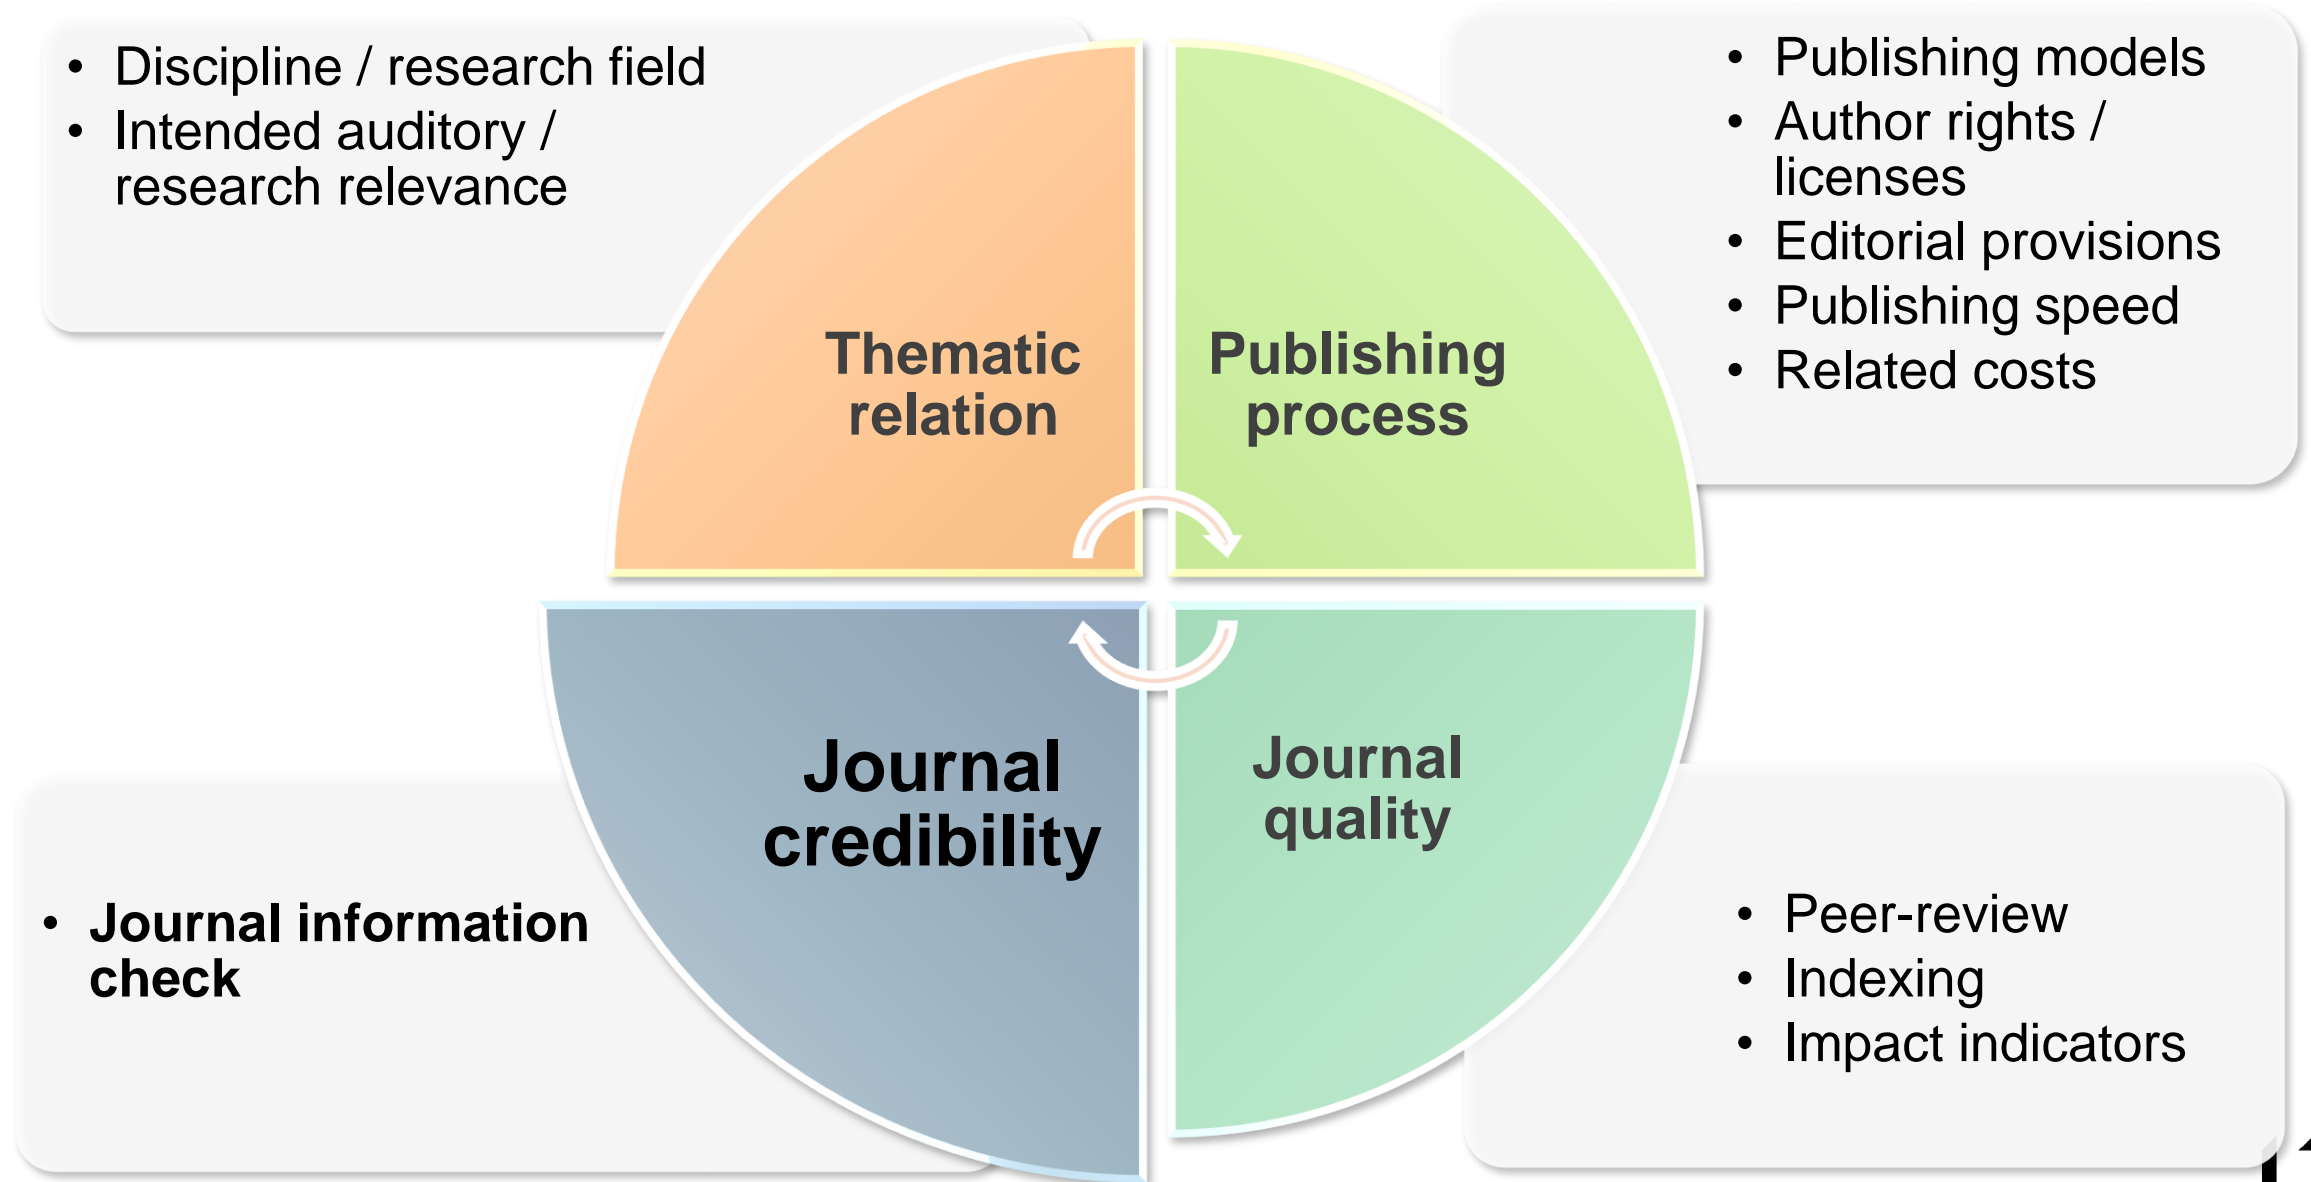 • Discipline / research field
• Intended auditory /
research relevance
Thematic
relation
Publishing
process
• Publishing models
• Author rights /
licenses
• Editorial provisions
• Publishing speed
• Related costs
Journal
credibility
• Journal information
check
Journal
quality
• Peer-review
• Indexing
• Impact indicators